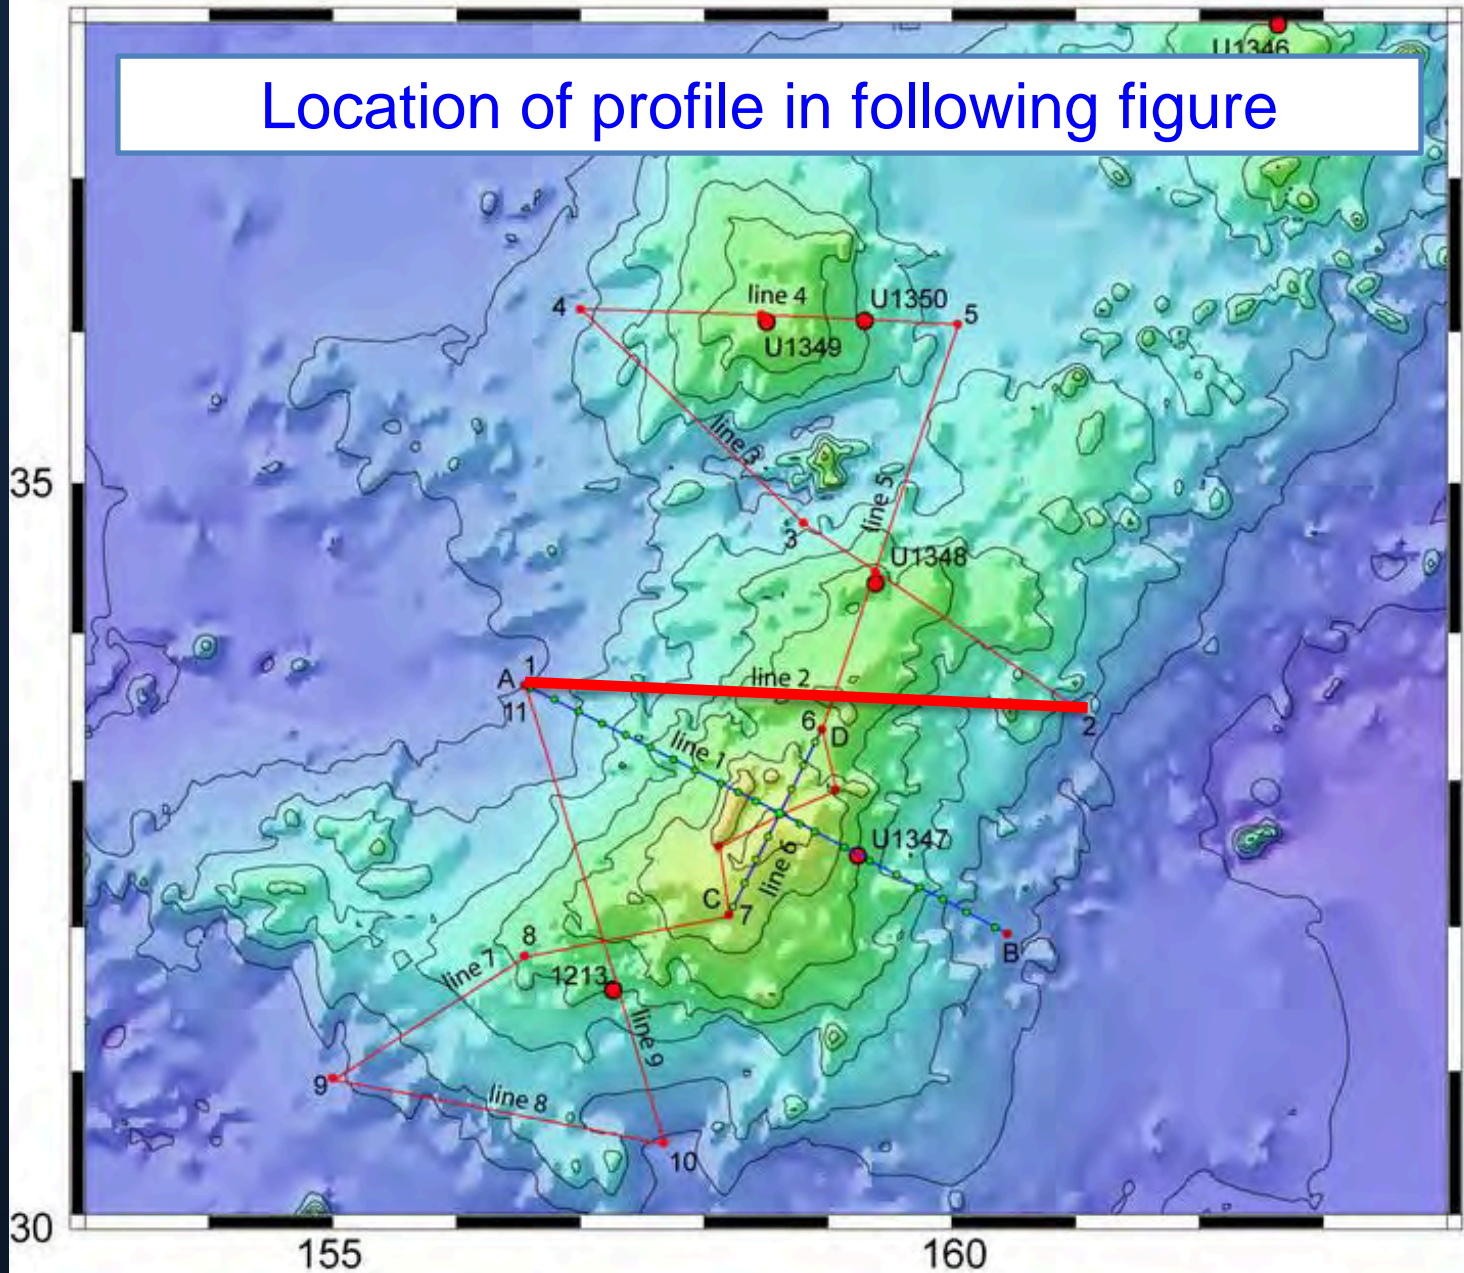 U1346
Location of profile in following figure
line 4
U1350
4
5
U1349
line 3
35
line 5
3
U1348
A 1
line 2
11
2
6
D
line 1
U1347
line 6
C
7
8
B
line 7
1213
line 9
9
line 8
10
30
155
160